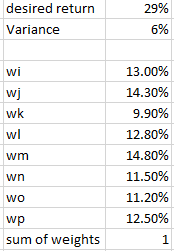 desired return 29%
Variance 6%
wi 13.00%
wj 14.30%
wk 9.90%
wl 12.80%
wm 14.80%
wn 11.50%
wo 11.20%
wp 12.50%
sum of weights 1